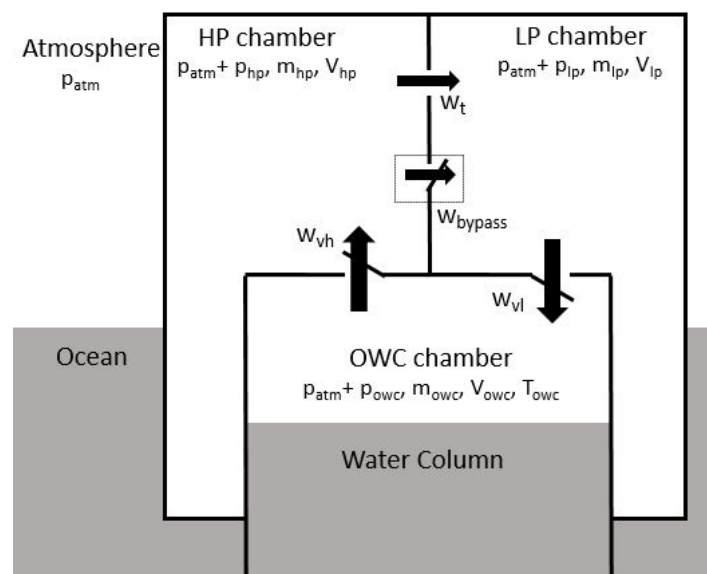 Atmosphere
p_atm
HP chamber
p_atm+ p_hp, m_hp, V_hp
LP chamber
p_atm+ p_lp, m_lp, V_lp
w_t
w_bypass
w_vh
w_vl
Ocean
OWC chamber
p_atm+ p_owc, m_owc, V_owc, T_owc
Water Column